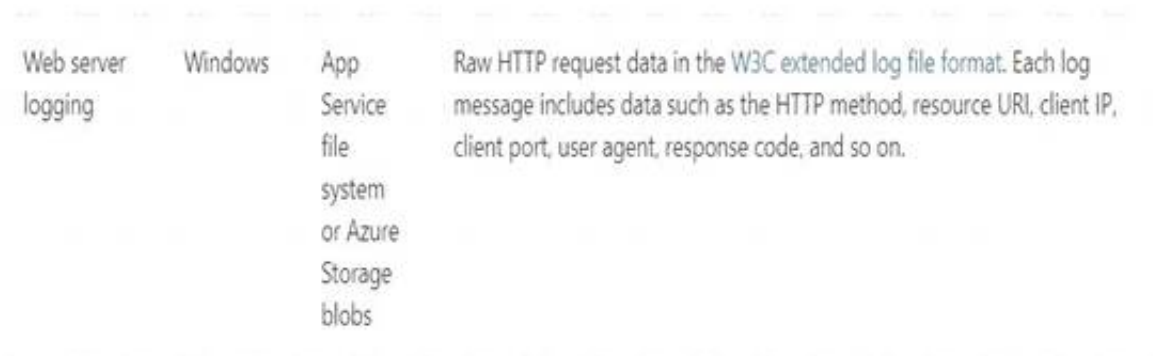 Web server
logging
Windows
App
Service
file
system
or Azure
Storage
blobs
Raw HTTP request data in the W3C extended log file format. Each log
message includes data such as the HTTP method, resource URI, client IP,
client port, user agent, response code, and so on.